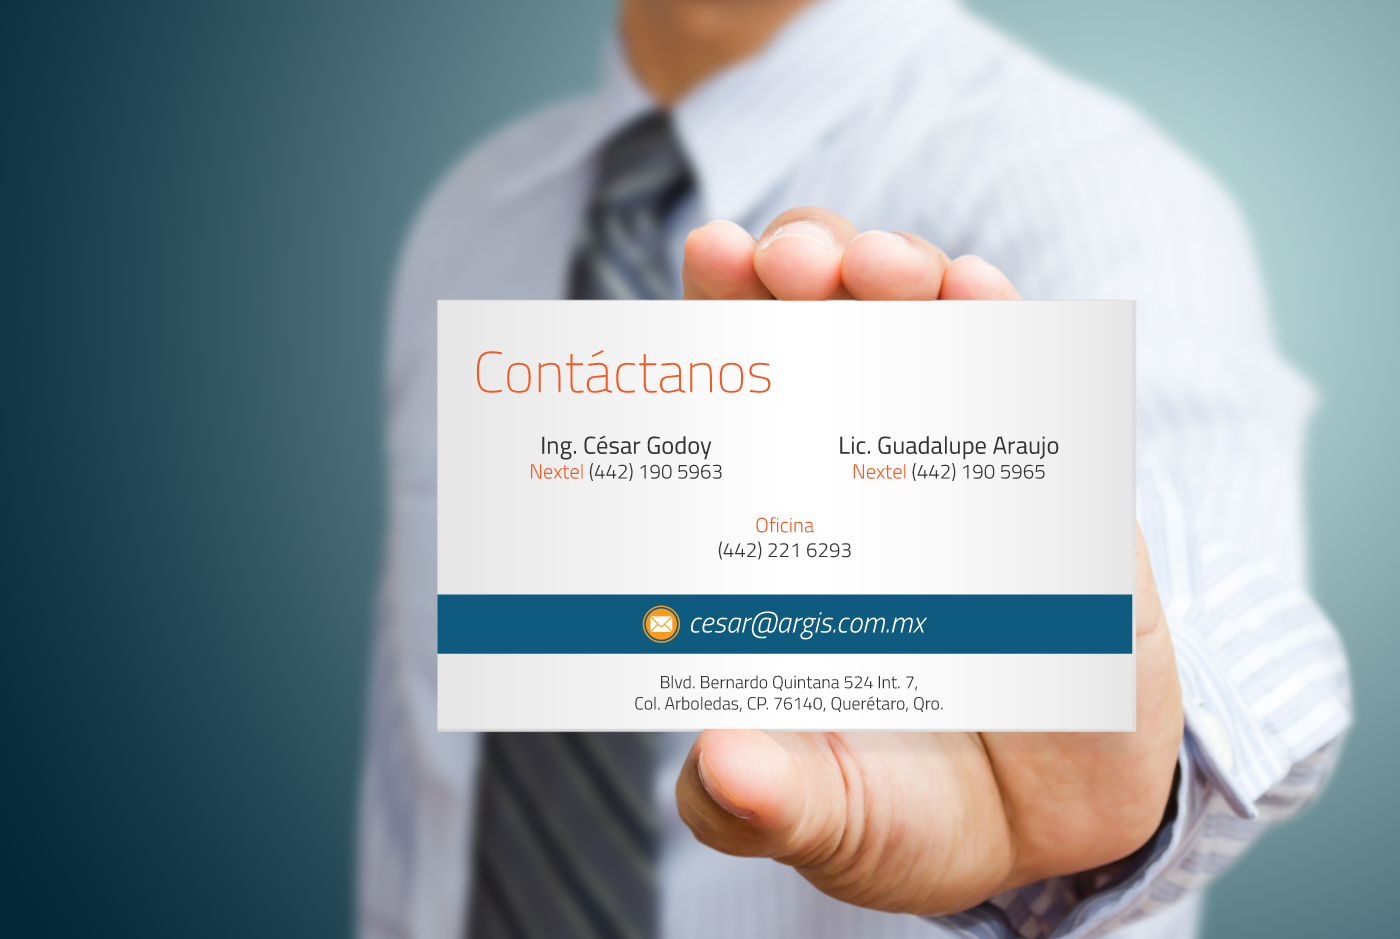 Contáctanos
Ing. César Godoy
Nextel (442) 190 5963
Lic. Guadalupe Araujo
Nextel (442) 190 5965
Oficina
(442) 221 6293
cesar@argis.com.mx
Blvd. Bernardo Quintana 524 Int. 7,
Col. Arboledas, CP. 76140, Querétaro, Qro.